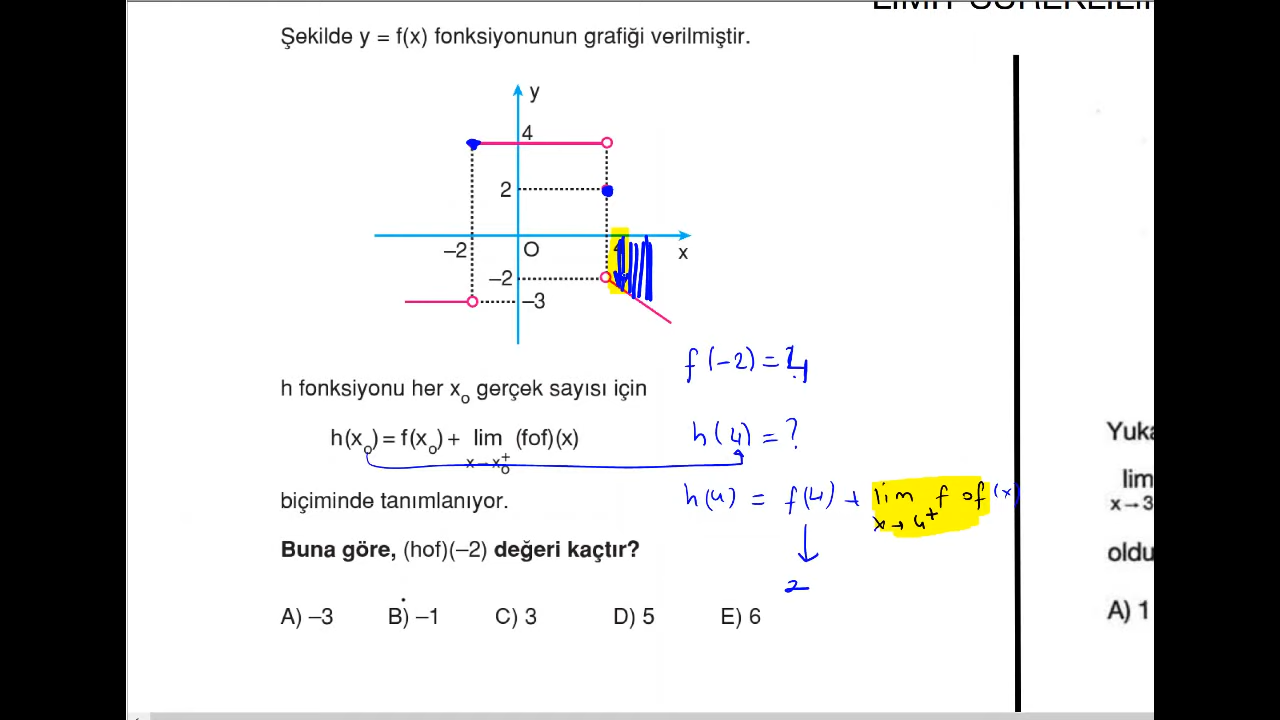 Şekilde y = f(x) fonksiyonunun grafiği verilmiştir.
y
4
2
-2
O
x
-2
-3
f(-2) = 4
h fonksiyonu her x₀ gerçek sayısı için
h(4) = ?
h(x₀) = f(x₀) + lim (fof)(x)
x→x₀⁺
h(4) = f(4) + lim f of(x)
x→4⁺
2
biçiminde tanımlanıyor.
Buna göre, (hof)(–2) değeri kaçtır?
A) –3 B) –1 C) 3 D) 5 E) 6
lim
x→3
oldu
A) 1